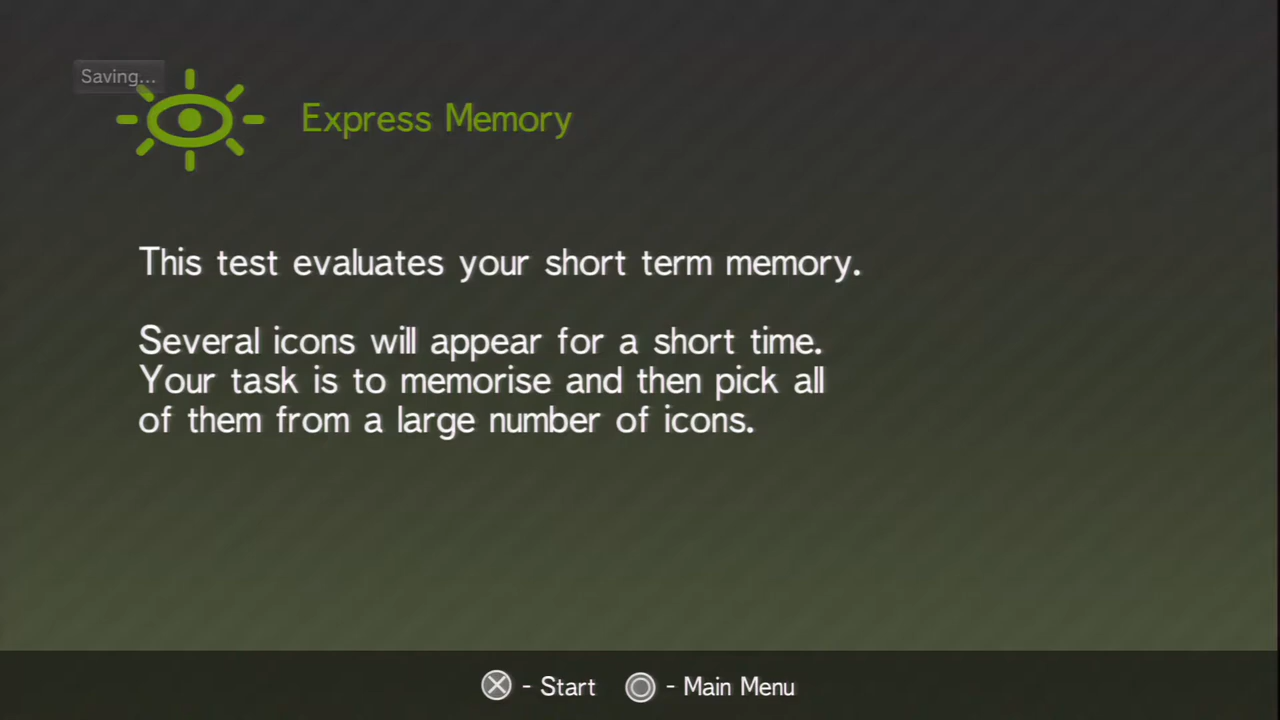 Saving...
Express Memory
This test evaluates your short term memory.
Several icons will appear for a short time.
Your task is to memorise and then pick all
of them from a large number of icons.
- Start - Main Menu